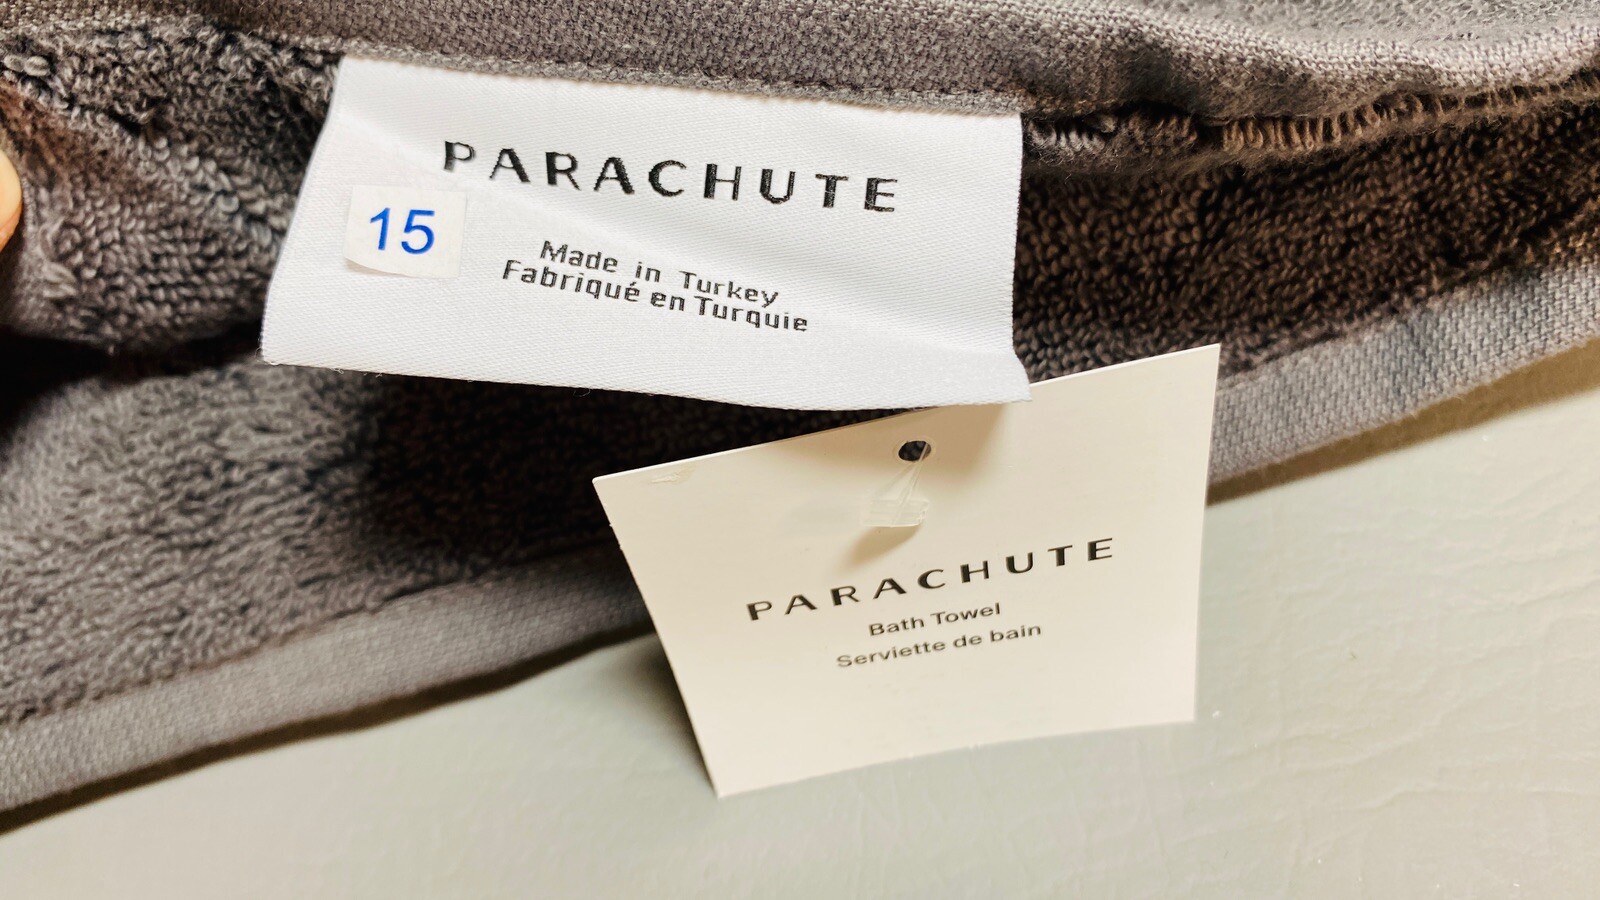 PARACHUTE
15
Made in Turkey
Fabriqué en Turquie
PARACHUTE
Bath Towel
Serviette de bain